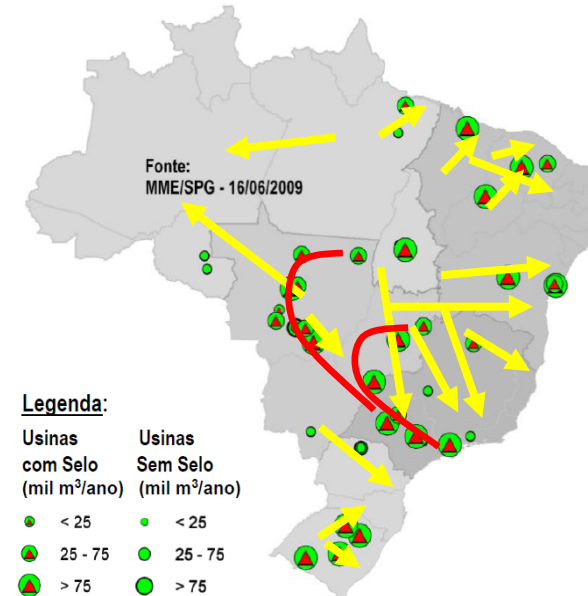 Fonte:
MME/SPG - 16/06/2009
Legenda:
Usinas Usinas
com Selo Sem Selo
(mil m³/ano) (mil m³/ano)
< 25 < 25
25 - 75 25 - 75
> 75 > 75